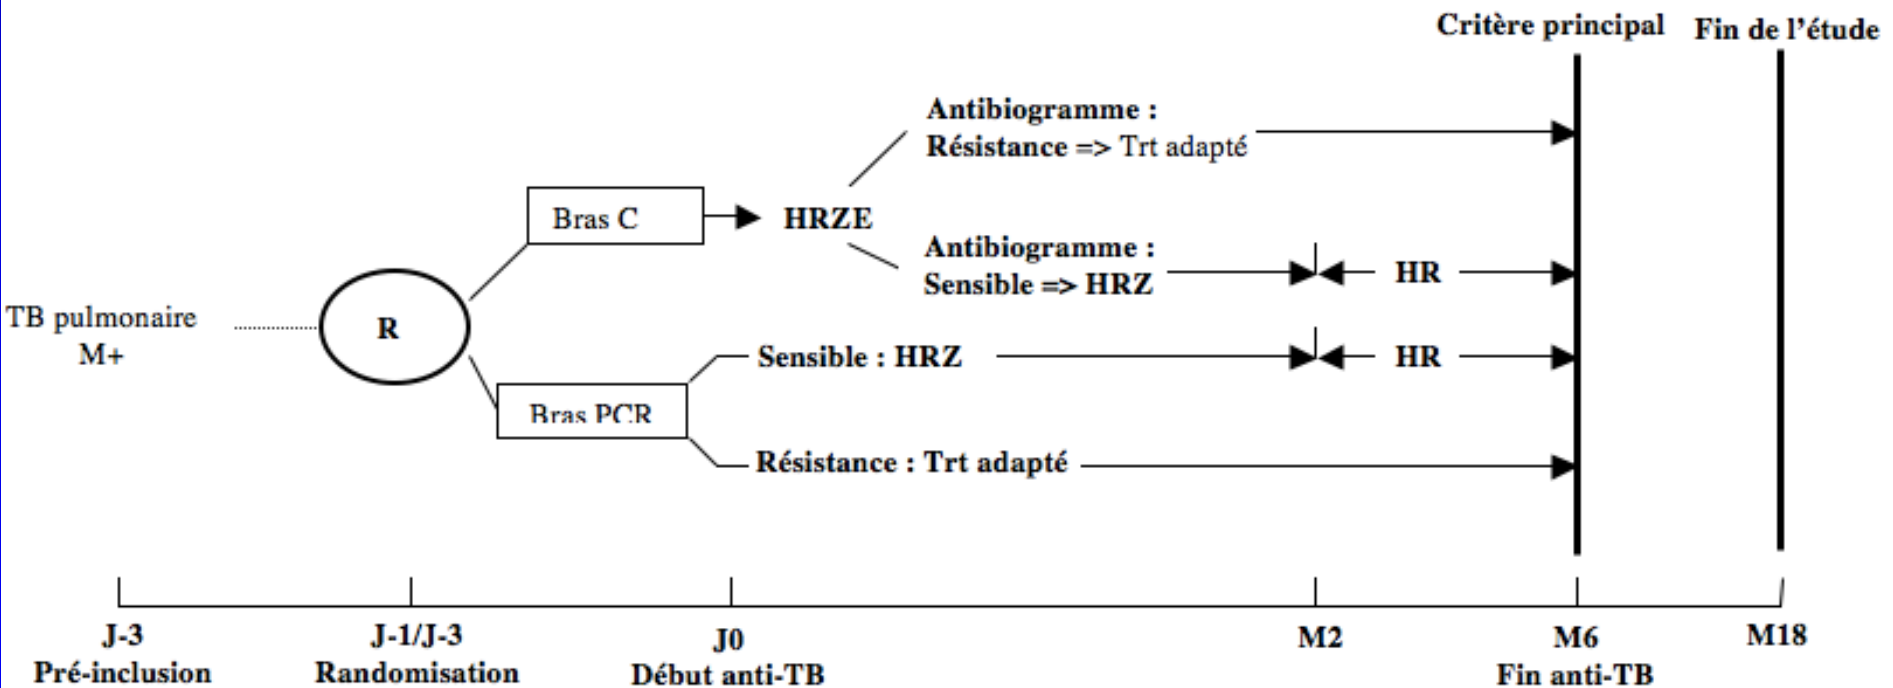 Critère principal
Fin de l'étude
Antibiogramme :
Résistance => Trt adapté
Bras C
HRZE
Antibiogramme :
Sensible => HRZ
HR
TB pulmonaire
M+
R
Sensible : HRZ
HR
Bras PCR
Résistance : Trt adapté
J-3
Pré-inclusion
J-1/J-3
Randomisation
J0
Début anti-TB
M2
M6
Fin anti-TB
M18